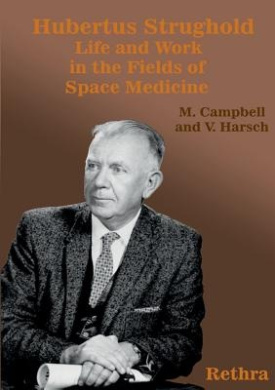 Hubertus Strughold
Life and Work
in the Fields of
Space Medicine
M. Campbell
and V. Harsch
Rethra